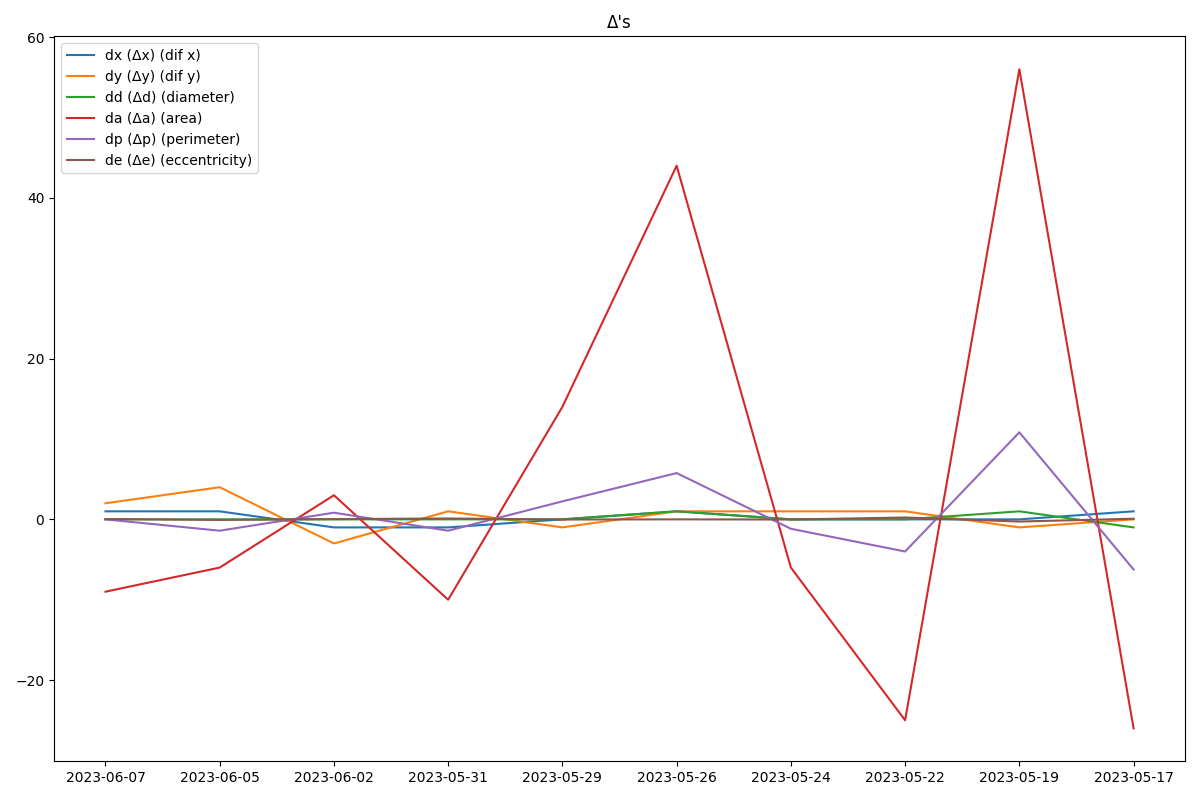 Δ's
60
dx (Δx) (dif x)
dy (Δy) (dif y)
dd (Δd) (diameter)
da (Δa) (area)
dp (Δp) (perimeter)
de (Δe) (eccentricity)
40
20
0
−20
2023-06-07 2023-06-05 2023-06-02 2023-05-31 2023-05-29 2023-05-26 2023-05-24 2023-05-22 2023-05-19 2023-05-17